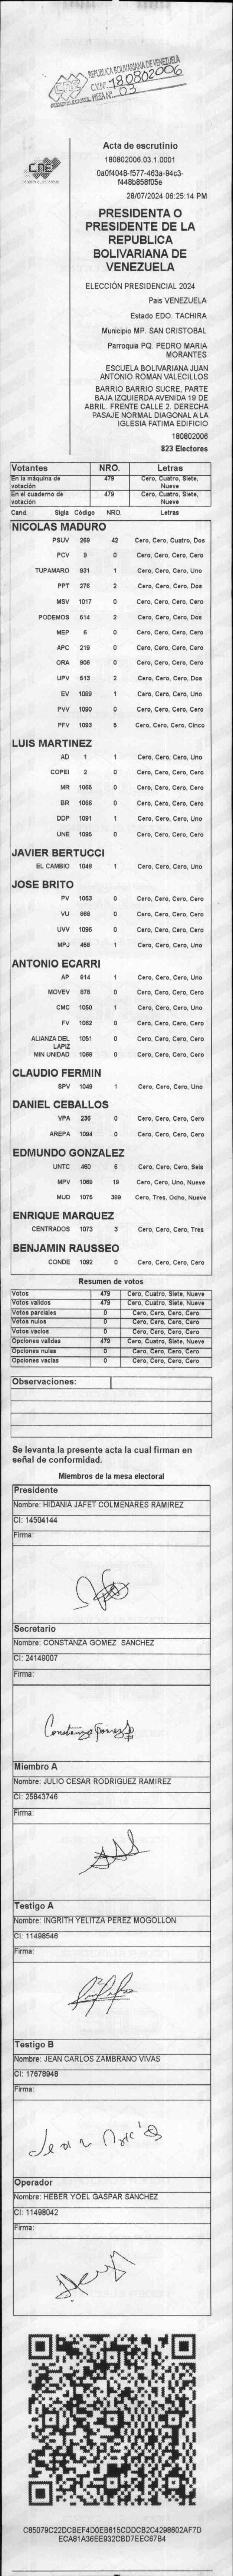 REPUBLICA BOLIVARIANA DE VENEZUELA
CNE
CV Nº 180802006
MESA Nº 03
CNE
Acta de escrutinio
180802006.03.1.0001
0a0f4048-f577-463a-94c3-
f448b856f05e
28/07/2024 06:25:14 PM
PRESIDENTA O
PRESIDENTE DE LA
REPUBLICA
BOLIVARIANA DE
VENEZUELA
ELECCIÓN PRESIDENCIAL 2024
Pais VENEZUELA
Estado EDO. TACHIRA
Municipio MP. SAN CRISTOBAL
Parroquia PQ. PEDRO MARIA
MORANTES
ESCUELA BOLIVARIANA JUAN
ANTONIO ROMAN VALECILLOS
BARRIO BARRIO SUCRE, PARTE
BAJA IZQUIERDA AVENIDA 19 DE
ABRIL. FRENTE CALLE 2. DERECHA
PASAJE NORMAL DIAGONAL A LA
IGLESIA FATIMA EDIFICIO
180802006
823 Electores
Votantes NRO. Letras
En la máquina de votación 479 Cero, Cuatro, Siete, Nueve
En el cuaderno de votación 479 Cero, Cuatro, Siete, Nueve
Cand. Sigla Código NRO. Letras
NICOLAS MADURO
PSUV 269 42 Cero, Cero, Cuatro, Dos
PCV 9 0 Cero, Cero, Cero, Cero
TUPAMARO 931 1 Cero, Cero, Cero, Uno
PPT 276 2 Cero, Cero, Cero, Dos
MSV 1017 0 Cero, Cero, Cero, Cero
PODEMOS 514 2 Cero, Cero, Cero, Dos
MEP 6 0 Cero, Cero, Cero, Cero
APC 219 0 Cero, Cero, Cero, Cero
ORA 906 0 Cero, Cero, Cero, Cero
UPV 513 2 Cero, Cero, Cero, Dos
EV 1089 1 Cero, Cero, Cero, Uno
PVV 1090 0 Cero, Cero, Cero, Cero
PFV 1093 5 Cero, Cero, Cero, Cinco
LUIS MARTINEZ
AD 1 1 Cero, Cero, Cero, Uno
COPEI 2 0 Cero, Cero, Cero, Cero
MR 1065 0 Cero, Cero, Cero, Cero
BR 1066 0 Cero, Cero, Cero, Cero
DDP 1091 1 Cero, Cero, Cero, Uno
UNE 1095 0 Cero, Cero, Cero, Cero
JAVIER BERTUCCI
EL CAMBIO 1048 1 Cero, Cero, Cero, Uno
JOSE BRITO
PV 1053 0 Cero, Cero, Cero, Cero
VU 968 0 Cero, Cero, Cero, Cero
UVV 1096 0 Cero, Cero, Cero, Cero
MPJ 458 1 Cero, Cero, Cero, Uno
ANTONIO ECARRI
AP 914 1 Cero, Cero, Cero, Uno
MOVEV 878 0 Cero, Cero, Cero, Cero
CMC 1050 1 Cero, Cero, Cero, Uno
FV 1062 0 Cero, Cero, Cero, Cero
ALIANZA DEL LAPIZ 1051 0 Cero, Cero, Cero, Cero
MIN UNIDAD 1069 0 Cero, Cero, Cero, Cero
CLAUDIO FERMIN
SPV 1049 1 Cero, Cero, Cero, Uno
DANIEL CEBALLOS
VPA 236 0 Cero, Cero, Cero, Cero
AREPA 1094 0 Cero, Cero, Cero, Cero
EDMUNDO GONZALEZ
UNTC 460 6 Cero, Cero, Cero, Seis
MPV 1069 19 Cero, Cero, Uno, Nueve
MUD 1075 389 Cero, Tres, Ocho, Nueve
ENRIQUE MARQUEZ
CENTRADOS 1073 3 Cero, Cero, Cero, Tres
BENJAMIN RAUSSEO
CONDE 1092 0 Cero, Cero, Cero, Cero
Resumen de votos
Votos 479 Cero, Cuatro, Siete, Nueve
Votos validos 479 Cero, Cuatro, Siete, Nueve
Votos parciales 0 Cero, Cero, Cero, Cero
Votos nulos 0 Cero, Cero, Cero, Cero
Votos vacios 0 Cero, Cero, Cero, Cero
Opciones validas 479 Cero, Cuatro, Siete, Nueve
Opciones nulas 0 Cero, Cero, Cero, Cero
Opciones vacias 0 Cero, Cero, Cero, Cero
Observaciones:
Se levanta la presente acta la cual firman en
señal de conformidad.
Miembros de la mesa electoral
Presidente
Nombre: HIDANIA JAFET COLMENARES RAMIREZ
CI: 14504144
Firma:
Secretario
Nombre: CONSTANZA GOMEZ SANCHEZ
CI: 24149007
Firma:
Constanza Gomez S
Miembro A
Nombre: JULIO CESAR RODRIGUEZ RAMIREZ
CI: 25843746
Firma:
Testigo A
Nombre: INGRITH YELITZA PEREZ MOGOLLON
CI: 11498546
Firma:
Testigo B
Nombre: JEAN CARLOS ZAMBRANO VIVAS
CI: 17678948
Firma:
Operador
Nombre: HEBER YOEL GASPAR SANCHEZ
CI: 11498042
Firma:
C85079C22DCBEF4D0EB615CDDCB2C4298602AF7D
ECA81A36EE932CBD7EEC67B4